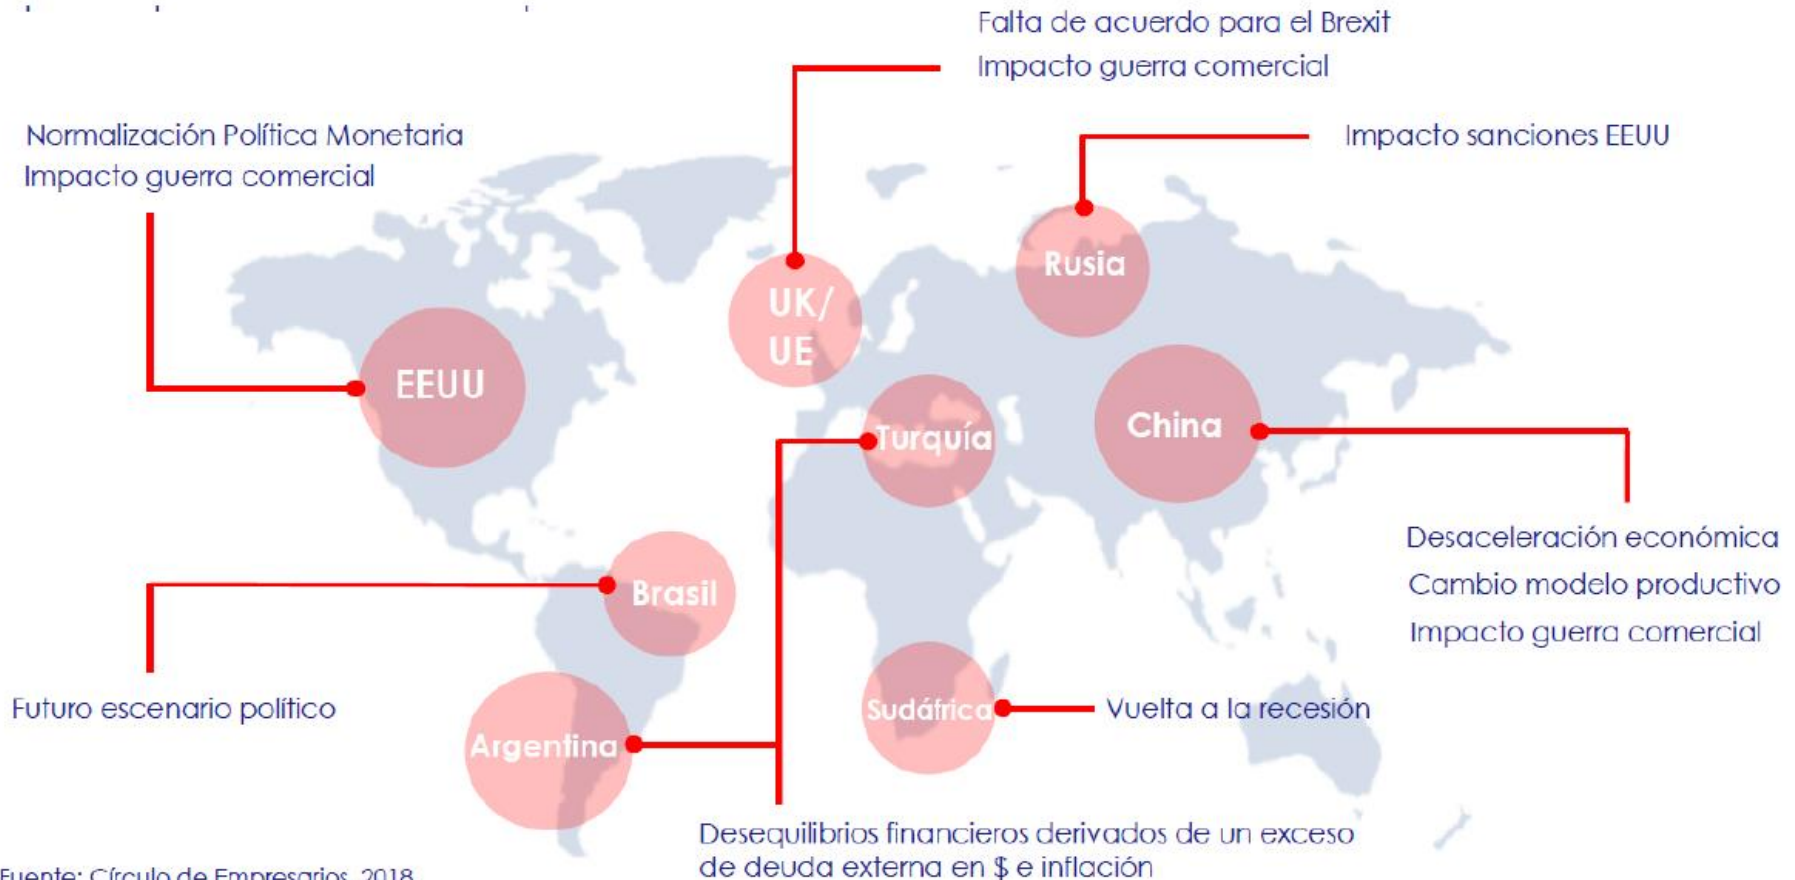 Falta de acuerdo para el Brexit
Impacto guerra comercial
Normalización Política Monetaria
Impacto guerra comercial
Impacto sanciones EEUU
Rusia
UK/
UE
EEUU
Turquía
China
Desaceleración económica
Cambio modelo productivo
Impacto guerra comercial
Brasil
Futuro escenario político
Sudáfrica
Vuelta a la recesión
Argentina
Desequilibrios financieros derivados de un exceso
de deuda externa en $ e inflación
Fuente: Círculo de Empresarios, 2018